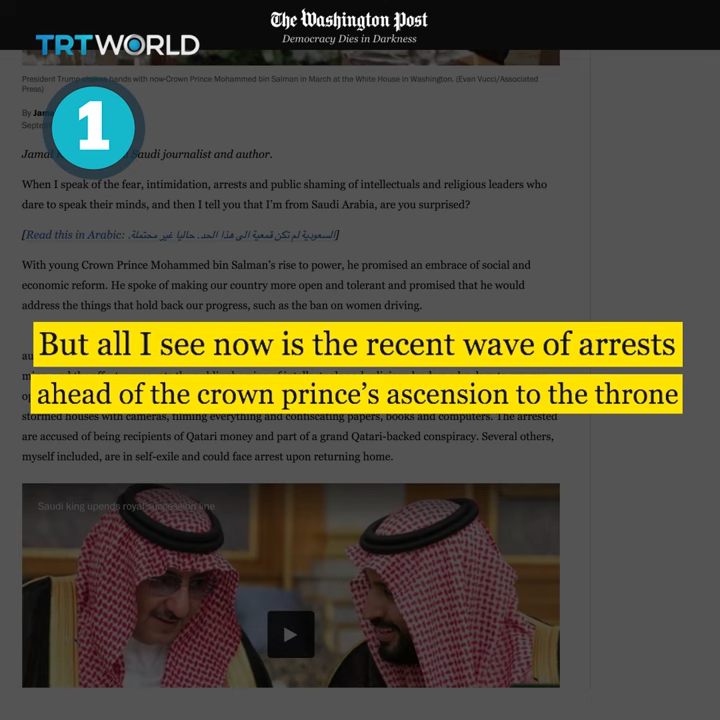 The Washington Post
Democracy Dies in Darkness
TRT WORLD
President Trump shakes hands with now-Crown Prince Mohammed bin Salman in March at the White House in Washington. (Evan Vucci/Associated
Press)
1
By Jama
Septe
Jamal audi journalist and author.
When I speak of the fear, intimidation, arrests and public shaming of intellectuals and religious leaders who
dare to speak their minds, and then I tell you that I'm from Saudi Arabia, are you surprised?
[Read this in Arabic: السعودية لم تكن قمعية الى هذا الحد. حاليا غير محتملة.]
With young Crown Prince Mohammed bin Salman's rise to power, he promised an embrace of social and
economic reform. He spoke of making our country more open and tolerant and promised that he would
address the things that hold back our progress, such as the ban on women driving.
But all I see now is the recent wave of arrests
ahead of the crown prince's ascension to the throne
stormed houses with cameras, filming everything and confiscating papers, books and computers. The arrested
are accused of being recipients of Qatari money and part of a grand Qatari-backed conspiracy. Several others,
myself included, are in self-exile and could face arrest upon returning home.
Saudi king upends royal succession line